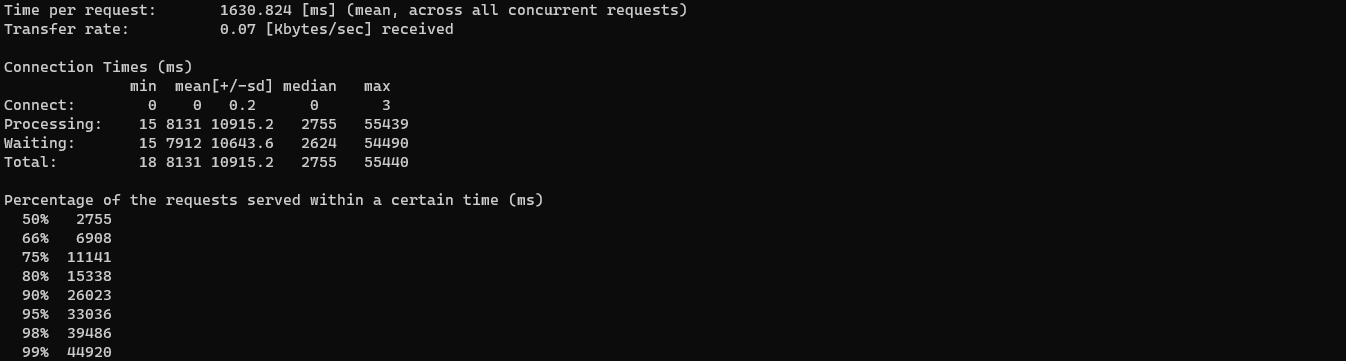 Time per request:       1630.824 [ms] (mean, across all concurrent requests)
Transfer rate:          0.07 [Kbytes/sec] received

Connection Times (ms)
              min  mean[+/-sd] median   max
Connect:        0    0   0.2      0       3
Processing:    15 8131 10915.2   2755   55439
Waiting:       15 7912 10643.6   2624   54490
Total:         18 8131 10915.2   2755   55440

Percentage of the requests served within a certain time (ms)
  50%   2755
  66%   6908
  75%  11141
  80%  15338
  90%  26023
  95%  33036
  98%  39486
  99%  44920